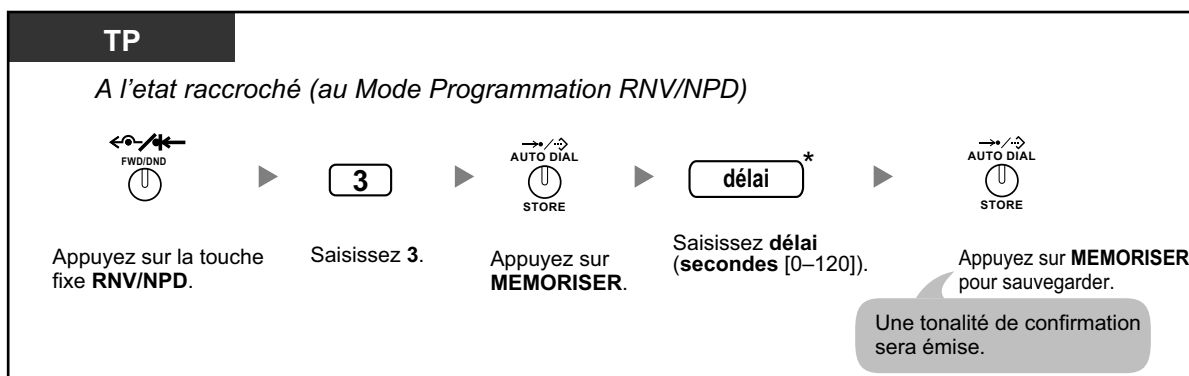 TP
A l'etat raccroché (au Mode Programmation RNV/NPD)
FWD/DND
3
AUTO DIAL
STORE
délai*
AUTO DIAL
STORE
Appuyez sur la touche
fixe RNV/NPD.
Saisissez 3.
Appuyez sur
MEMORISER.
Saisissez délai
(secondes [0–120]).
Appuyez sur MEMORISER
pour sauvegarder.
Une tonalité de confirmation
sera émise.